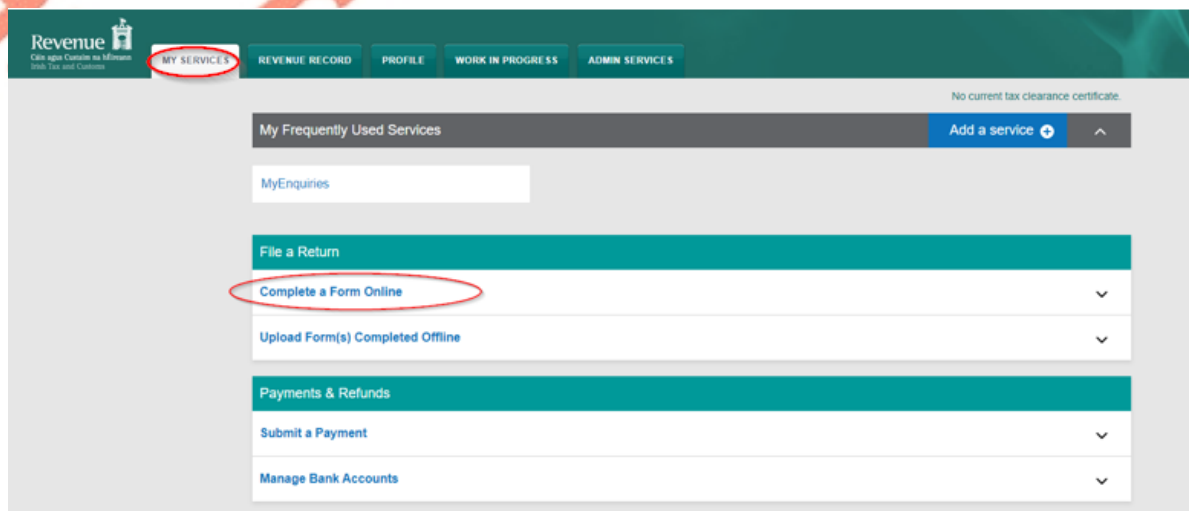 Revenue
Cáin agus Custaim na hÉireann
Irish Tax and Customs
MY SERVICES
REVENUE RECORD
PROFILE
WORK IN PROGRESS
ADMIN SERVICES
No current tax clearance certificate.
My Frequently Used Services
Add a service
MyEnquiries
File a Return
Complete a Form Online
Upload Form(s) Completed Offline
Payments & Refunds
Submit a Payment
Manage Bank Accounts